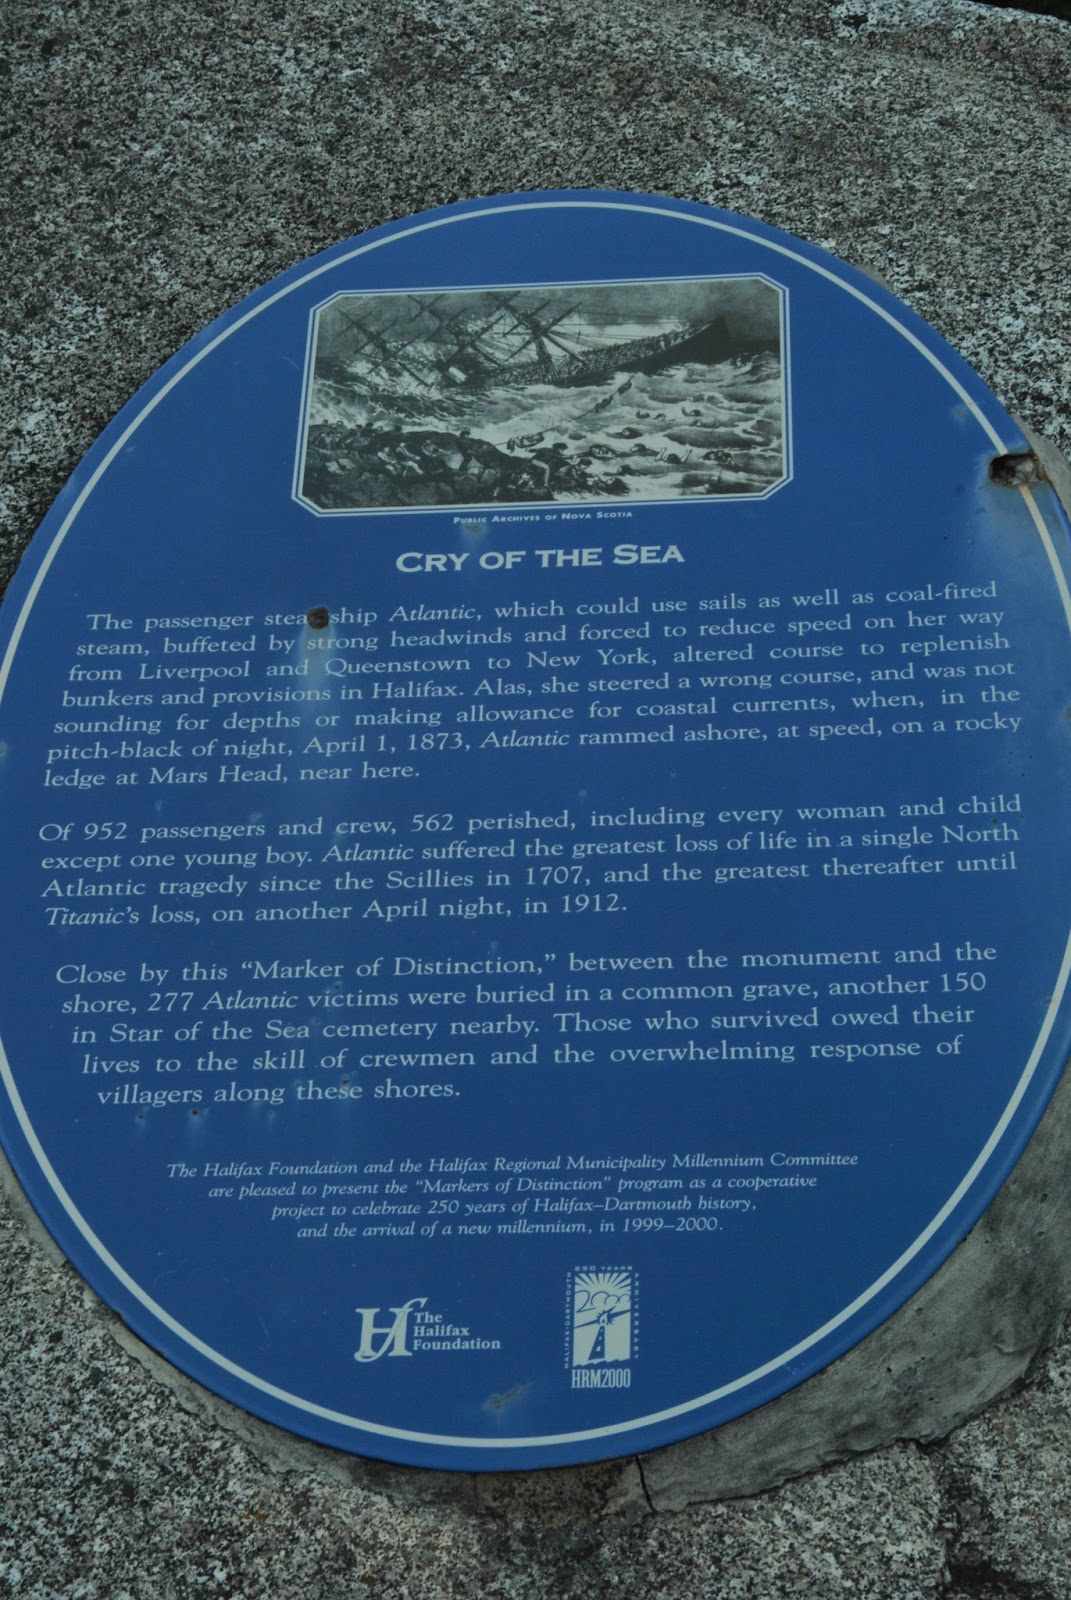 PUBLIC ARCHIVES OF NOVA SCOTIA
CRY OF THE SEA
The passenger steamship Atlantic, which could use sails as well as coal-fired
steam, buffeted by strong headwinds and forced to reduce speed on her way
from Liverpool and Queenstown to New York, altered course to replenish
bunkers and provisions in Halifax. Alas, she steered a wrong course, and was not
sounding for depths or making allowance for coastal currents, when, in the
pitch-black of night, April 1, 1873, Atlantic rammed ashore, at speed, on a rocky
ledge at Mars Head, near here.
Of 952 passengers and crew, 562 perished, including every woman and child
except one young boy. Atlantic suffered the greatest loss of life in a single North
Atlantic tragedy since the Scillies in 1707, and the greatest thereafter until
Titanic's loss, on another April night, in 1912.
Close by this “Marker of Distinction,” between the monument and the
shore, 277 Atlantic victims were buried in a common grave, another 150
in Star of the Sea cemetery nearby. Those who survived owed their
lives to the skill of crewmen and the overwhelming response of
villagers along these shores.
The Halifax Foundation and the Halifax Regional Municipality Millennium Committee
are pleased to present the “Markers of Distinction” program as a cooperative
project to celebrate 250 years of Halifax–Dartmouth history,
and the arrival of a new millennium, in 1999–2000.
Hf
The
Halifax
Foundation
HALIFAX•DARTMOUTH
250 YEARS
ANNIVERSARY
2000
HRM2000